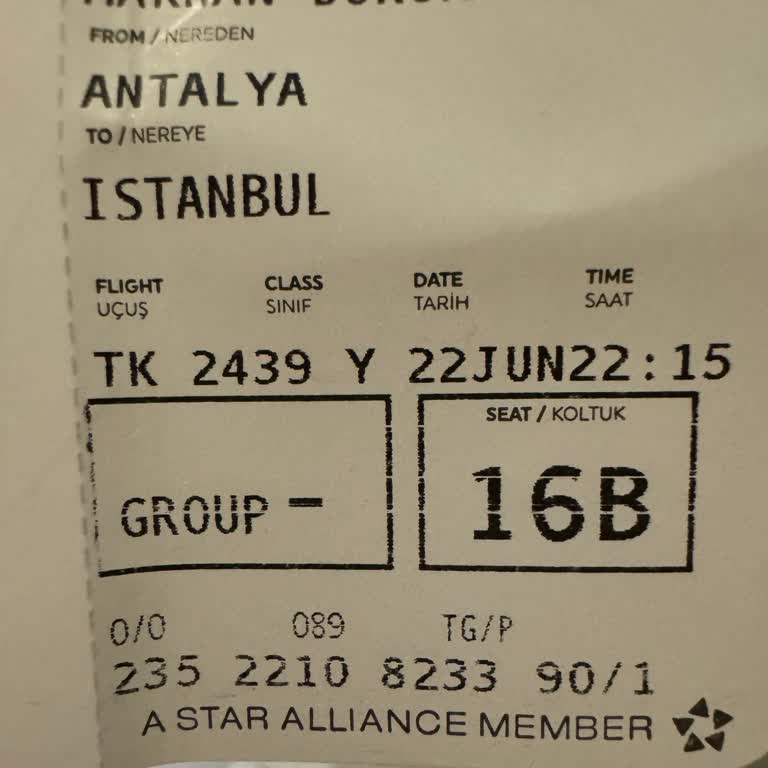 FROM / NEREDEN
ANTALYA
TO / NEREYE
ISTANBUL
FLIGHT CLASS DATE TIME
UÇUŞ SINIF TARİH SAAT
TK 2439 Y 22JUN22:15
SEAT / KOLTUK
GROUP - 16B
0/0 089 TG/P
235 2210 8233 90/1
A STAR ALLIANCE MEMBER